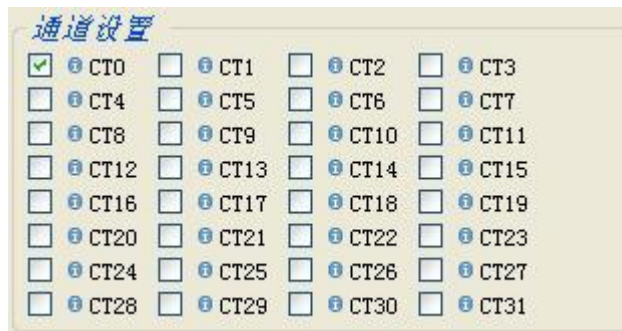 通道设置
CT0 CT1 CT2 CT3
CT4 CT5 CT6 CT7
CT8 CT9 CT10 CT11
CT12 CT13 CT14 CT15
CT16 CT17 CT18 CT19
CT20 CT21 CT22 CT23
CT24 CT25 CT26 CT27
CT28 CT29 CT30 CT31